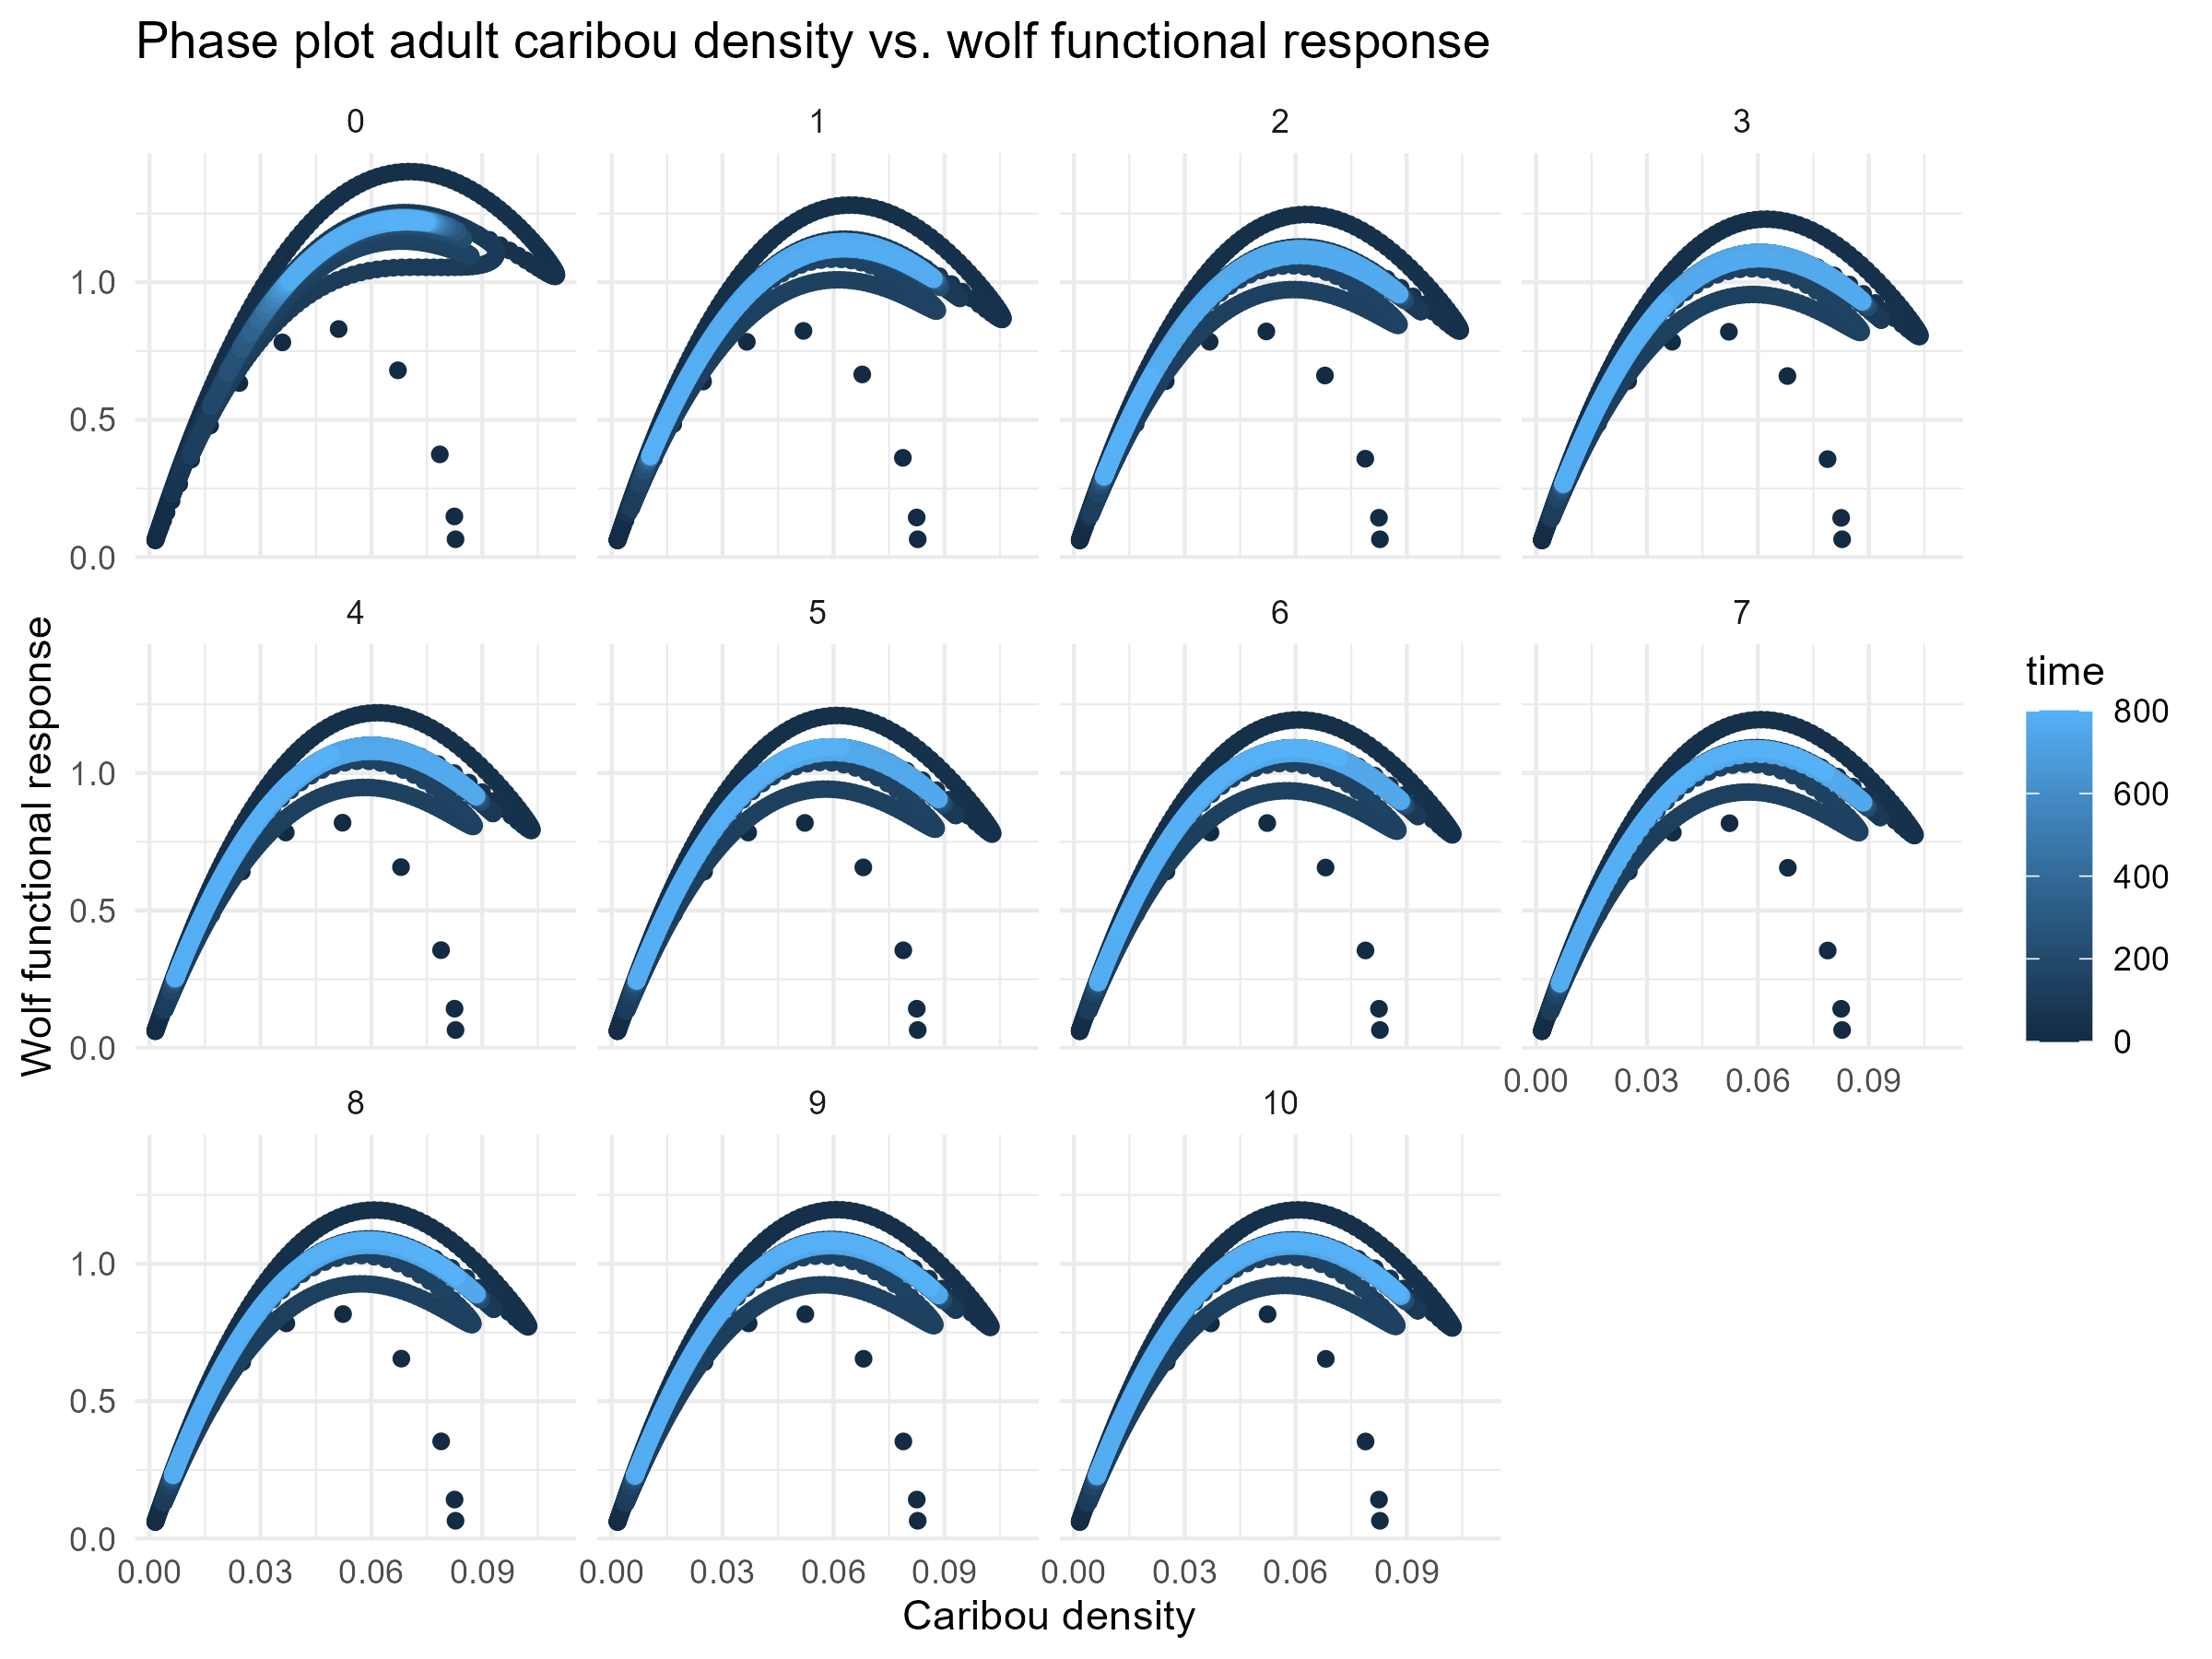 Phase plot adult caribou density vs. wolf functional response
0 1 2 3
1.0
0.5
0.0
4 5 6 7
1.0
0.5
0.0
0.00 0.03 0.06 0.09
8 9 10
1.0
0.5
0.0
0.00 0.03 0.06 0.09 0.00 0.03 0.06 0.09 0.00 0.03 0.06 0.09
Caribou density
Wolf functional response
time
800
600
400
200
0